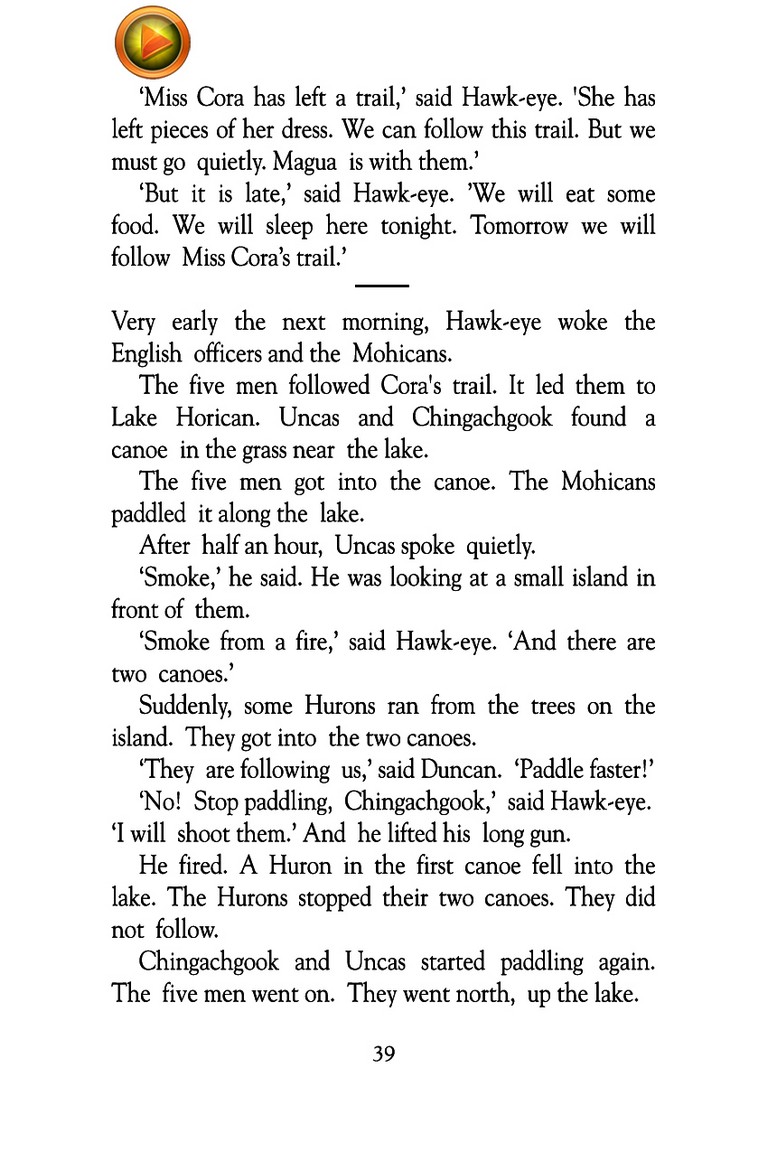 ‘Miss Cora has left a trail,’ said Hawk-eye. 'She has
left pieces of her dress. We can follow this trail. But we
must go quietly. Magua is with them.’
‘But it is late,’ said Hawk-eye. ’We will eat some
food. We will sleep here tonight. Tomorrow we will
follow Miss Cora’s trail.’
Very early the next morning, Hawk-eye woke the
English officers and the Mohicans.
The five men followed Cora's trail. It led them to
Lake Horican. Uncas and Chingachgook found a
canoe in the grass near the lake.
The five men got into the canoe. The Mohicans
paddled it along the lake.
After half an hour, Uncas spoke quietly.
‘Smoke,’ he said. He was looking at a small island in
front of them.
‘Smoke from a fire,’ said Hawk-eye. ‘And there are
two canoes.’
Suddenly, some Hurons ran from the trees on the
island. They got into the two canoes.
‘They are following us,’ said Duncan. ‘Paddle faster!’
‘No! Stop paddling, Chingachgook,’ said Hawk-eye.
‘I will shoot them.’ And he lifted his long gun.
He fired. A Huron in the first canoe fell into the
lake. The Hurons stopped their two canoes. They did
not follow.
Chingachgook and Uncas started paddling again.
The five men went on. They went north, up the lake.
39